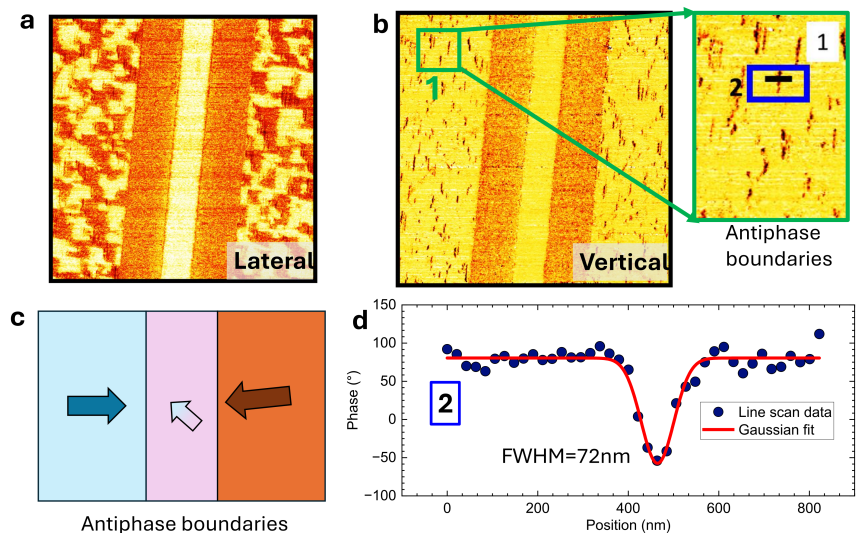 a
Lateral
b
1
Vertical
1
2
Antiphase
boundaries
c
Antiphase boundaries
d
150
100
50
0
−50
−100
Phase (°)
2
FWHM=72nm
Line scan data
Gaussian fit
0
200
400
600
800
Position (nm)